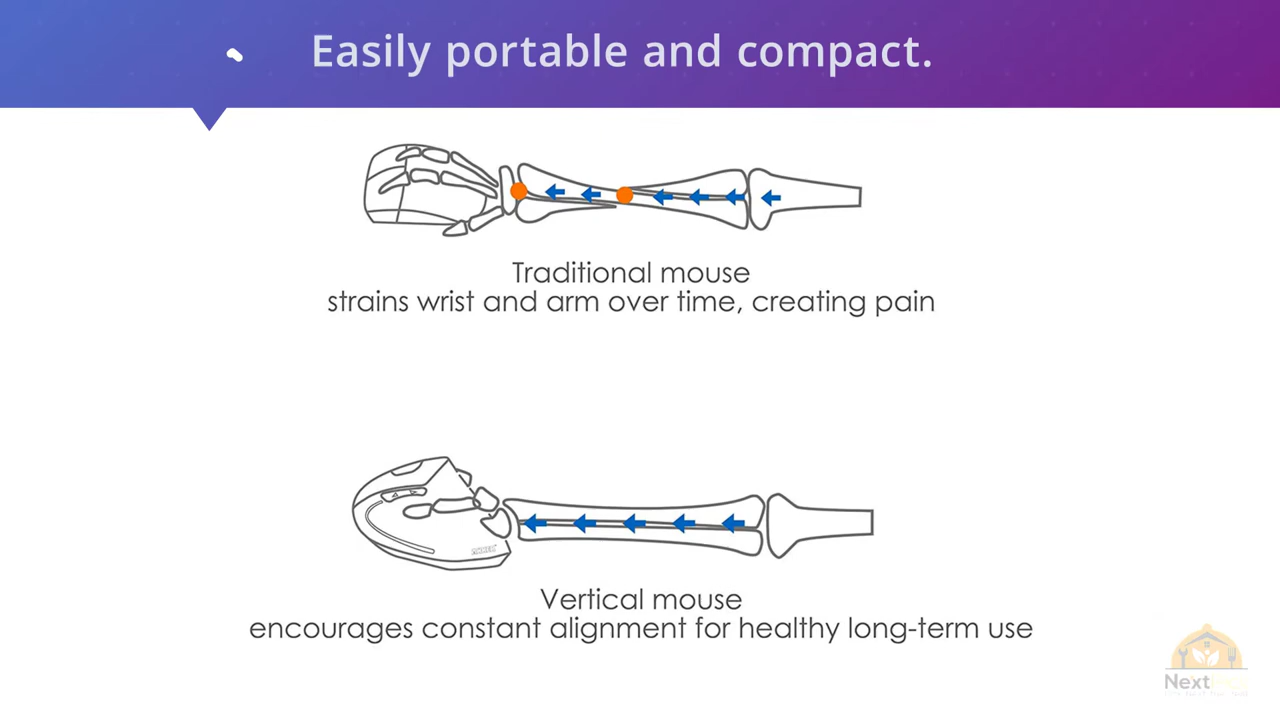 Easily portable and compact.
Traditional mouse
strains wrist and arm over time, creating pain
Vertical mouse
encourages constant alignment for healthy long-term use
Next